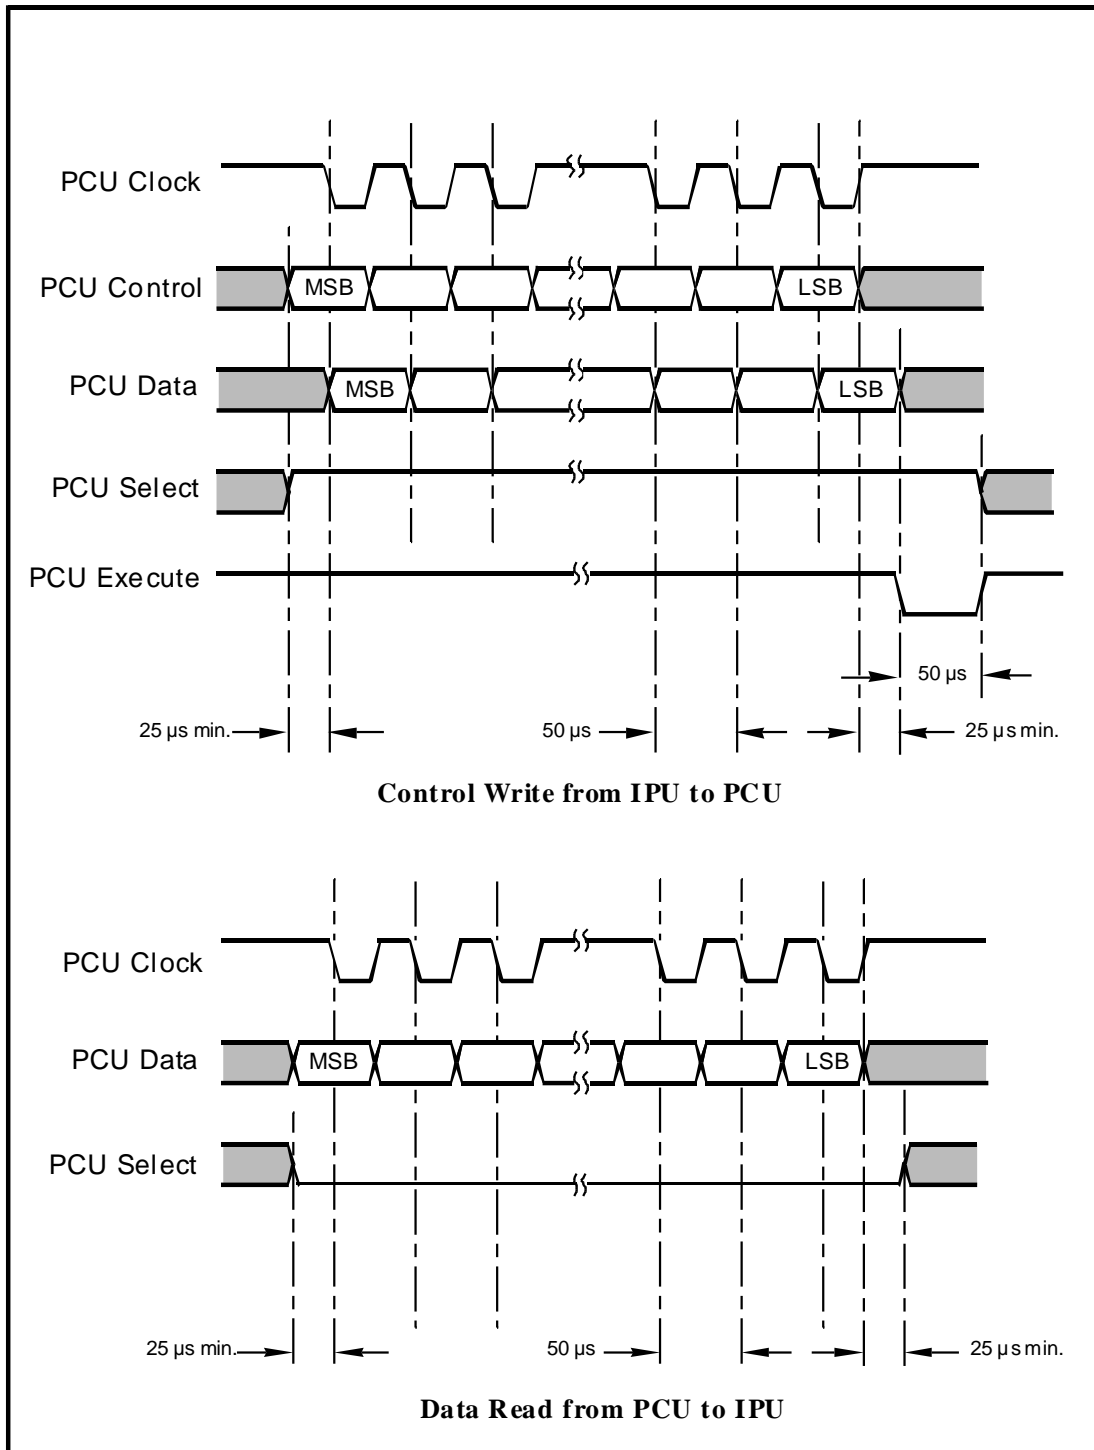 PCU Clock
PCU Control
MSB
LSB
PCU Data
MSB
LSB
PCU Select
PCU Execute
50 µs
25 µs min.
50 µs
25 µs min.
Control Write from IPU to PCU
PCU Clock
PCU Data
MSB
LSB
PCU Select
25 µs min.
50 µs
25 µs min.
Data Read from PCU to IPU